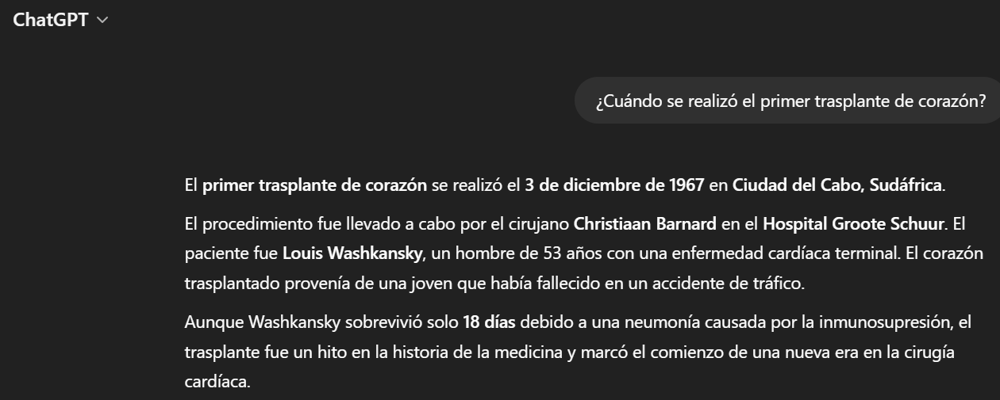 ChatGPT
¿Cuándo se realizó el primer trasplante de corazón?
El primer trasplante de corazón se realizó el 3 de diciembre de 1967 en Ciudad del Cabo, Sudáfrica.
El procedimiento fue llevado a cabo por el cirujano Christiaan Barnard en el Hospital Groote Schuur. El
paciente fue Louis Washkansky, un hombre de 53 años con una enfermedad cardíaca terminal. El corazón
trasplantado provenía de una joven que había fallecido en un accidente de tráfico.
Aunque Washkansky sobrevivió solo 18 días debido a una neumonía causada por la inmunosupresión, el
trasplante fue un hito en la historia de la medicina y marcó el comienzo de una nueva era en la cirugía
cardíaca.